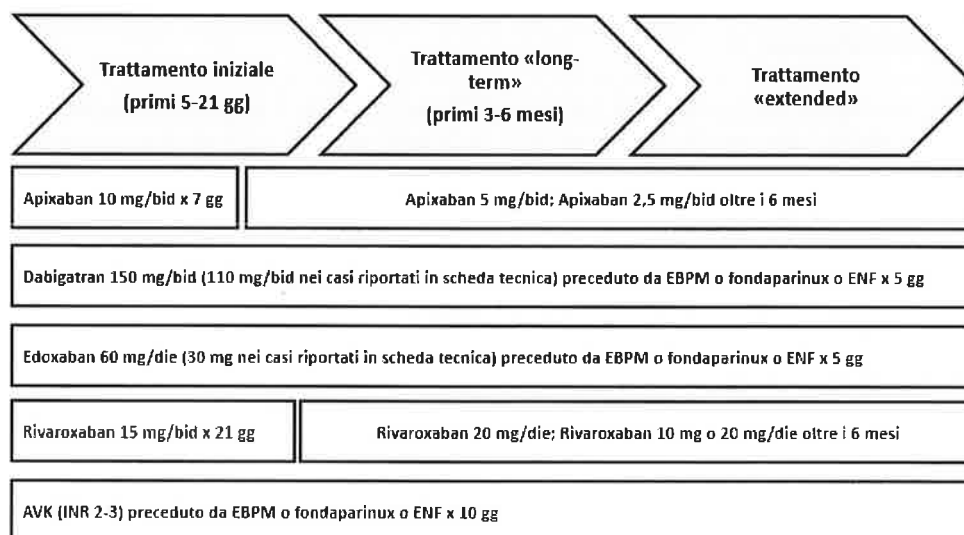 Trattamento iniziale
(primi 5-21 gg)
Trattamento «long-
term»
(primi 3-6 mesi)
Trattamento
«extended»
Apixaban 10 mg/bid x 7 gg
Apixaban 5 mg/bid; Apixaban 2,5 mg/bid oltre i 6 mesi
Dabigatran 150 mg/bid (110 mg/bid nei casi riportati in scheda tecnica) preceduto da EBPM o fondaparinux o ENF x 5 gg
Edoxaban 60 mg/die (30 mg nei casi riportati in scheda tecnica) preceduto da EBPM o fondaparinux o ENF x 5 gg
Rivaroxaban 15 mg/bid x 21 gg
Rivaroxaban 20 mg/die; Rivaroxaban 10 mg o 20 mg/die oltre i 6 mesi
AVK (INR 2-3) preceduto da EBPM o fondaparinux o ENF x 10 gg